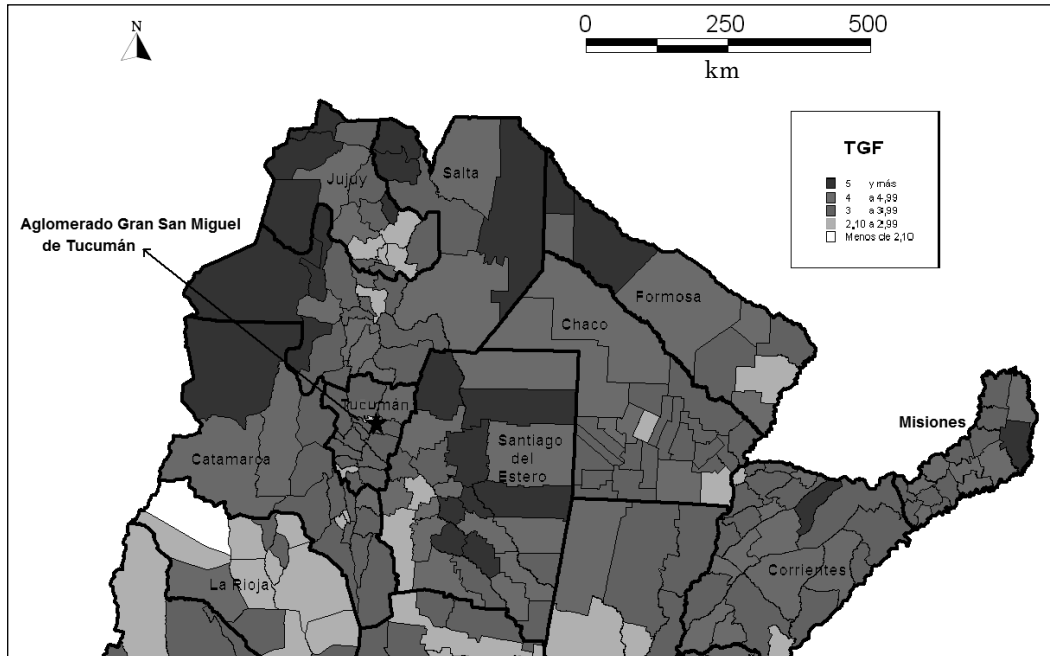 N
0 250 500
km
TGF
5 y más
4 a 4,99
3 a 3,99
2,10 a 2,99
Menos de 2,10
Jujuy
Salta
Aglomerado Gran San Miguel
de Tucumán
Formosa
Chaco
Tucumán
Misiones
Santiago
del
Estero
Catamarca
La Rioja
Corrientes